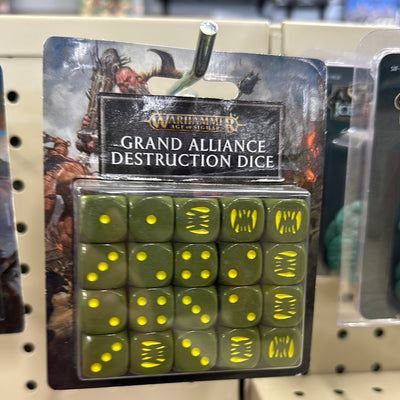 WARHAMMER
AGE OF SIGMAR
GRAND ALLIANCE
DESTRUCTION DICE